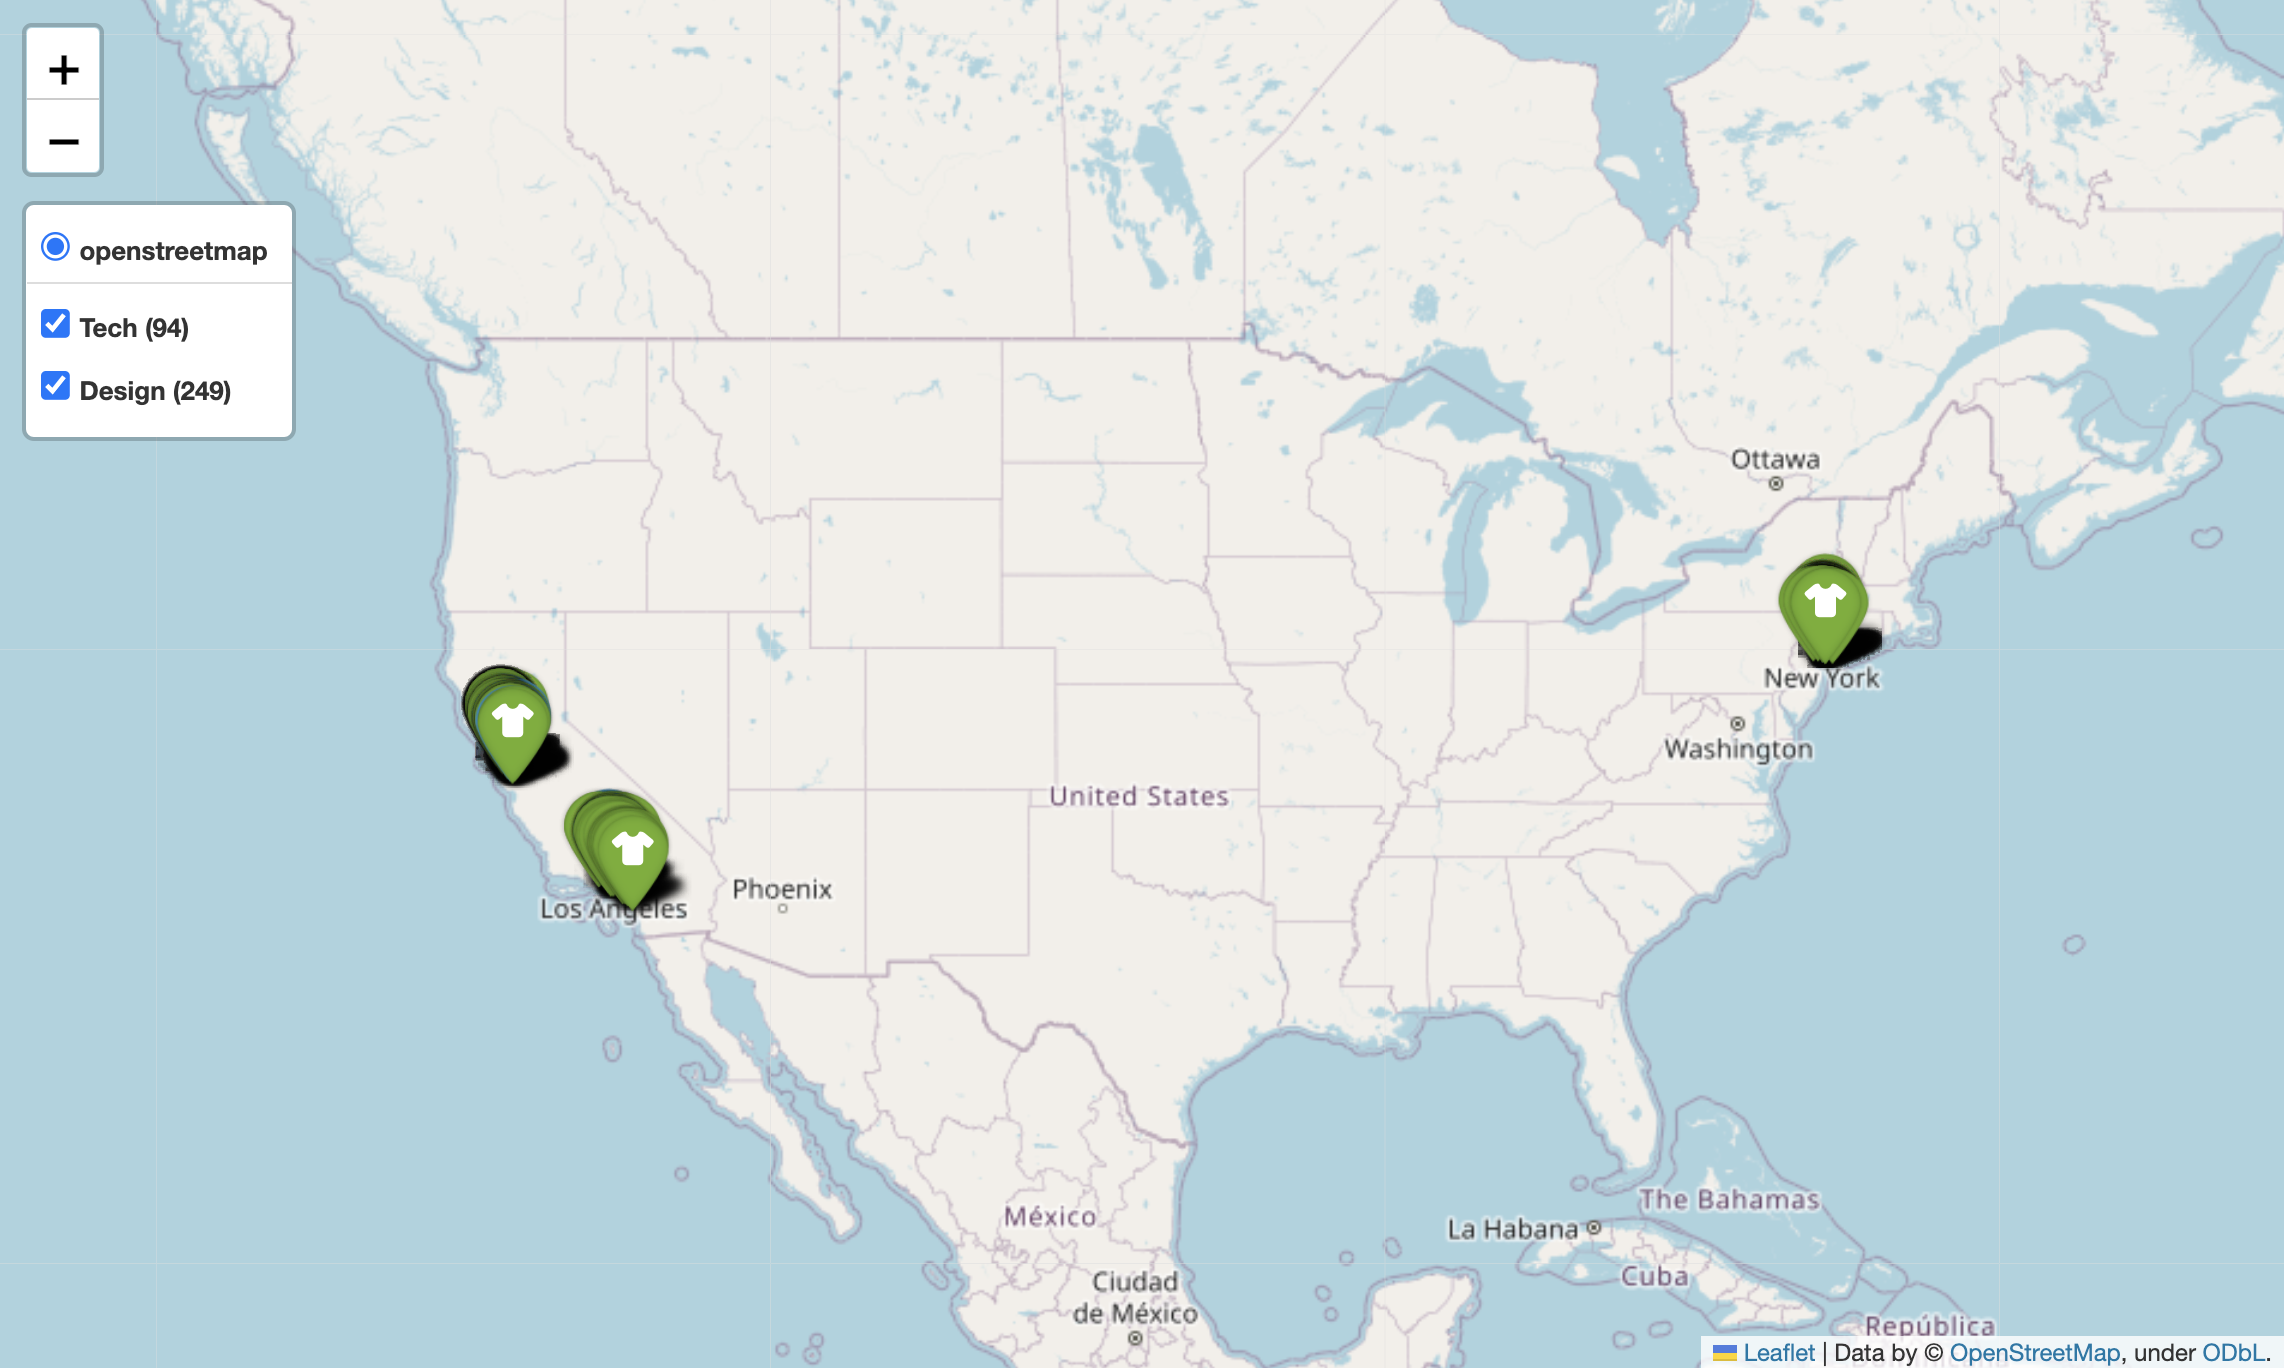 +
−
openstreetmap
Tech (94)
Design (249)
Ottawa
New York
Washington
United States
Phoenix
Los Angeles
The Bahamas
México
La Habana
Cuba
Ciudad
de México
República
Leaflet | Data by © OpenStreetMap, under ODbL.